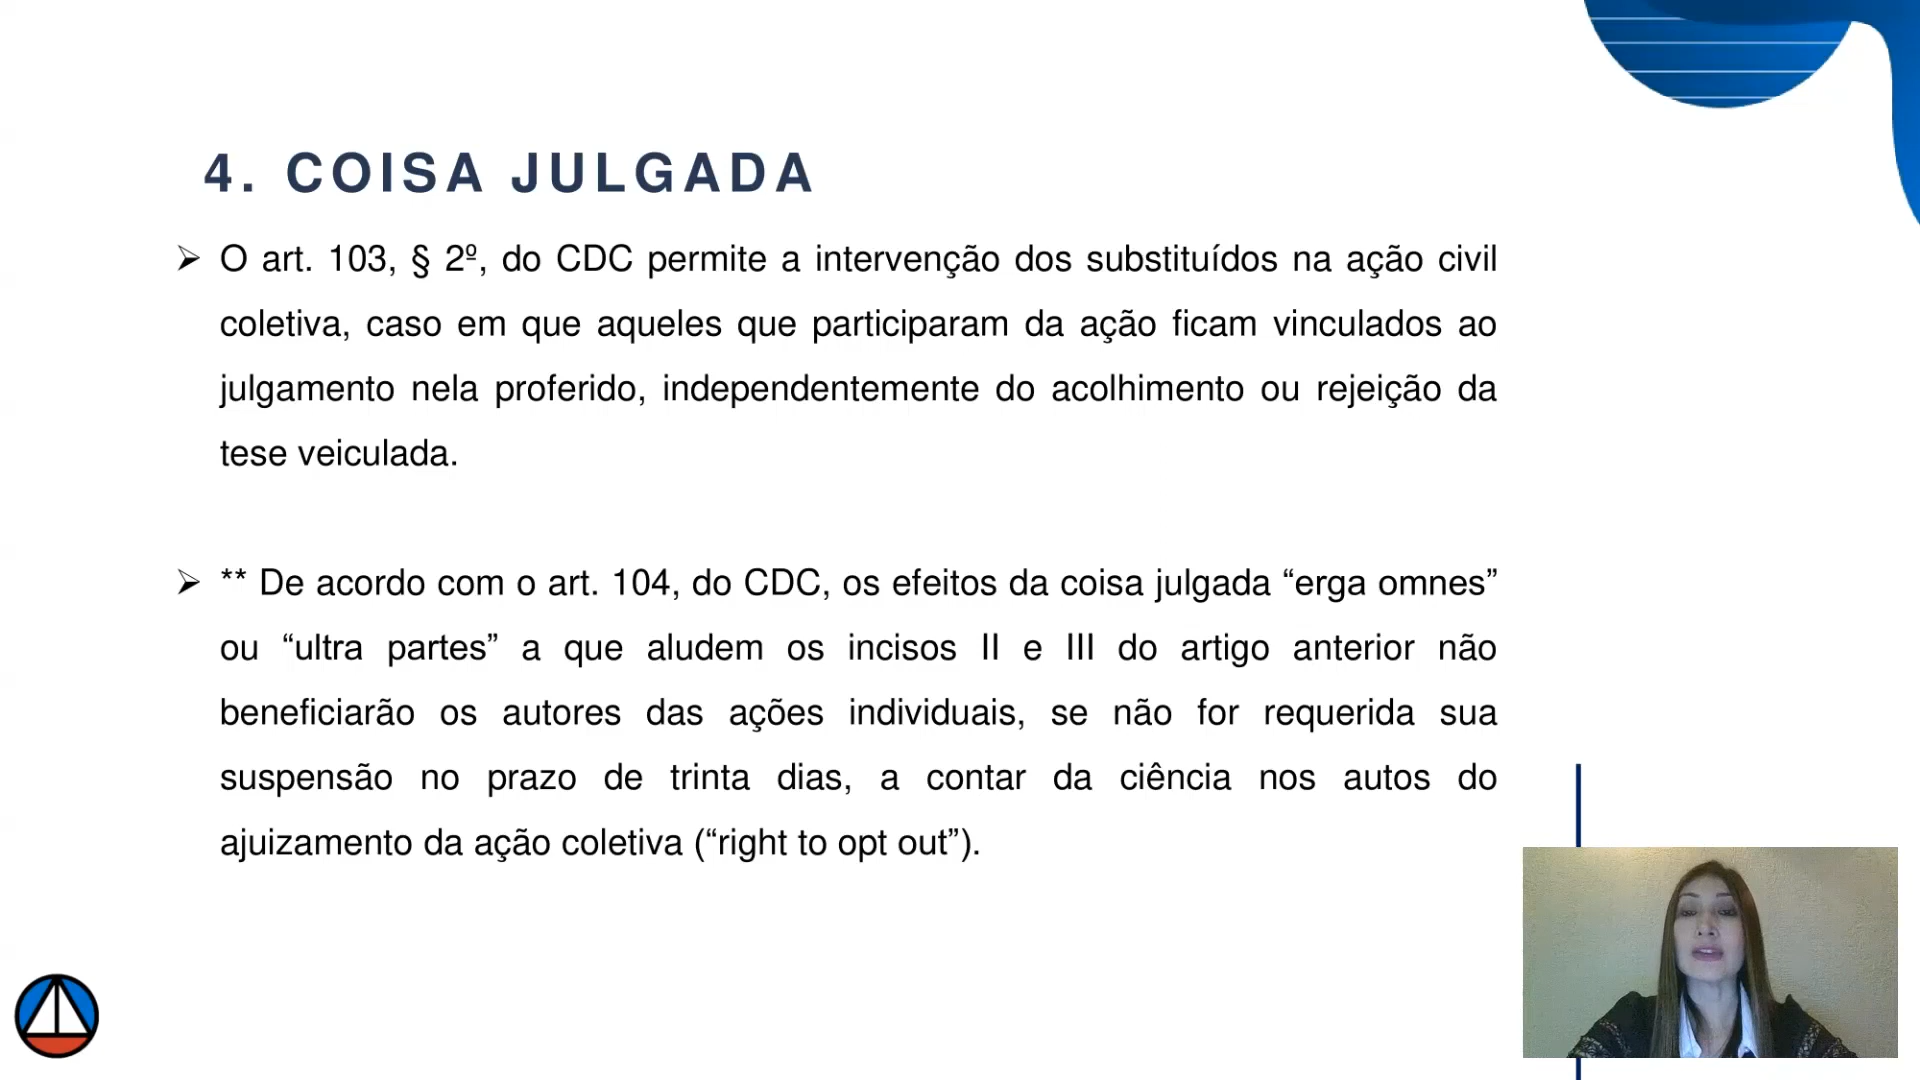 4. COISA JULGADA
➢ O art. 103, § 2º, do CDC permite a intervenção dos substituídos na ação civil
coletiva, caso em que aqueles que participaram da ação ficam vinculados ao
julgamento nela proferido, independentemente do acolhimento ou rejeição da
tese veiculada.
➢ ** De acordo com o art. 104, do CDC, os efeitos da coisa julgada “erga omnes”
ou “ultra partes” a que aludem os incisos II e III do artigo anterior não
beneficiarão os autores das ações individuais, se não for requerida sua
suspensão no prazo de trinta dias, a contar da ciência nos autos do
ajuizamento da ação coletiva (“right to opt out”).